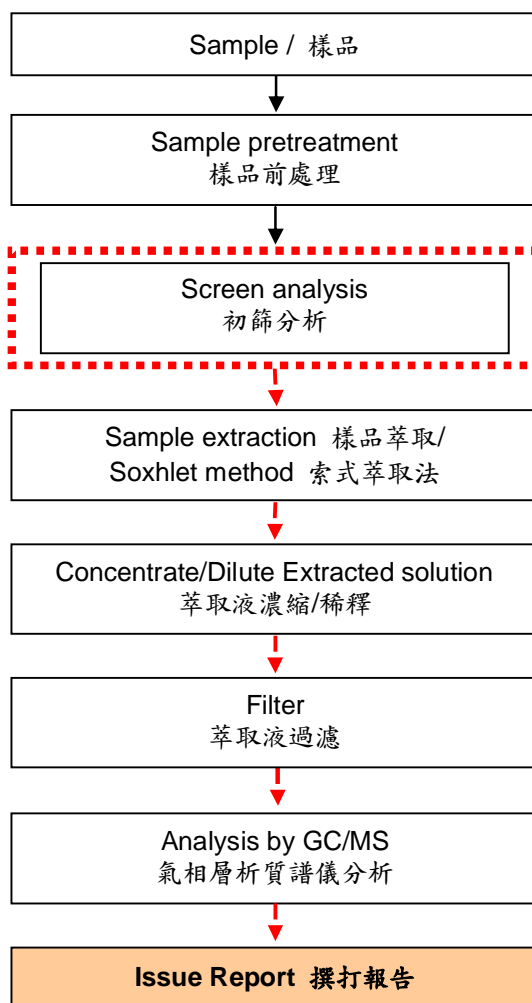 Sample / 樣品
Sample pretreatment
樣品前處理
Screen analysis
初篩分析
Sample extraction 樣品萃取/
Soxhlet method 索式萃取法
Concentrate/Dilute Extracted solution
萃取液濃縮/稀釋
Filter
萃取液過濾
Analysis by GC/MS
氣相層析質譜儀分析
Issue Report 撰打報告